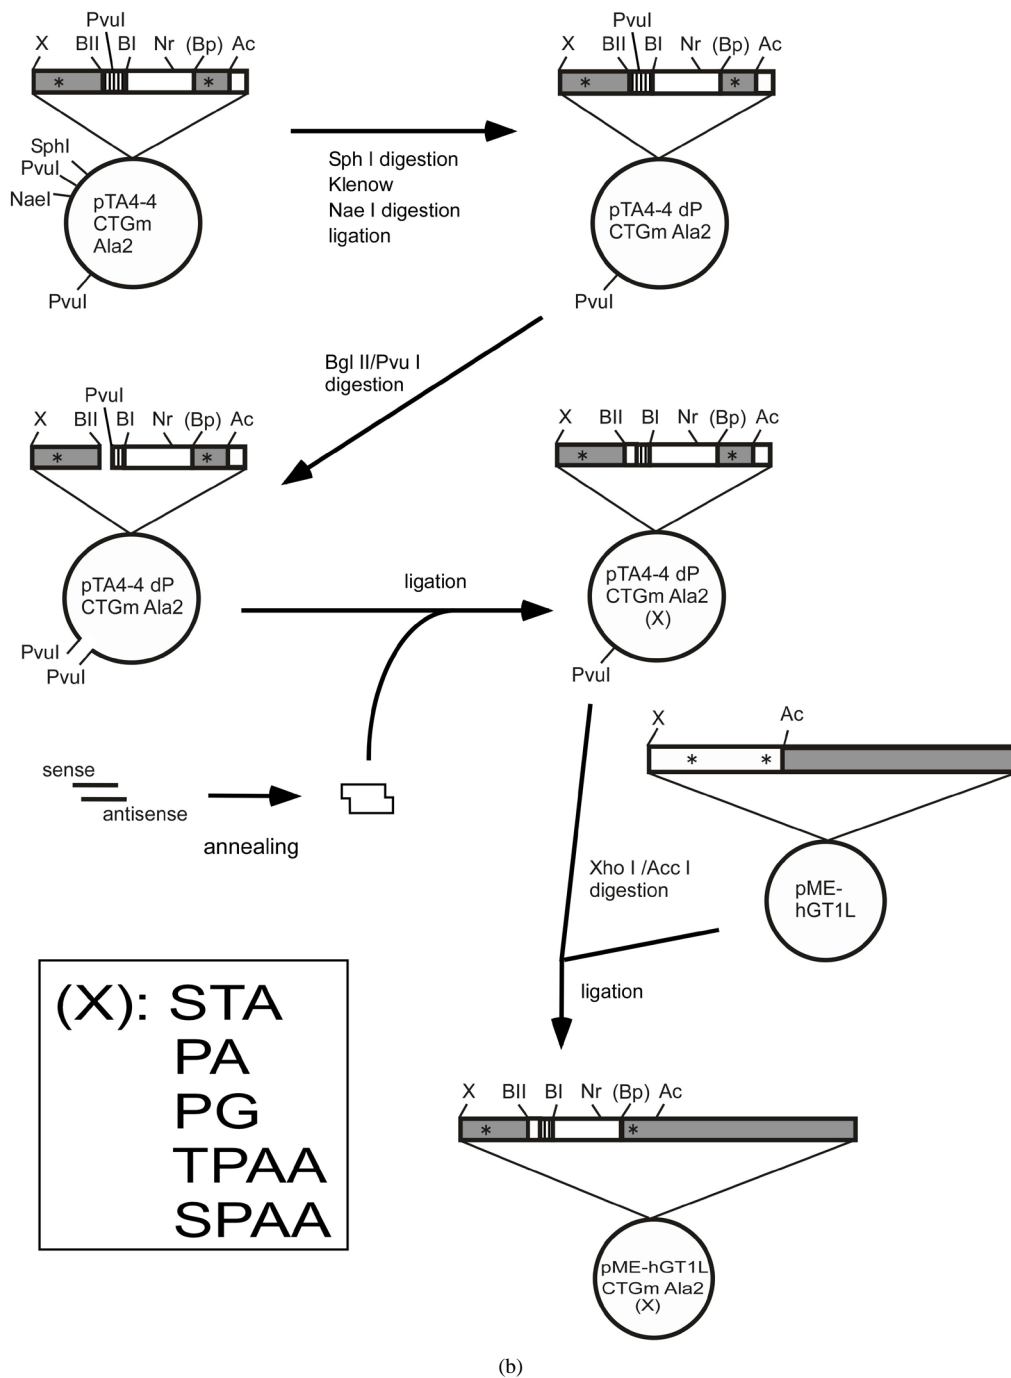 PvuI
X BII BI Nr (Bp) Ac
SphI
PvuI
NaeI
pTA4-4
CTGm
Ala2
PvuI
Sph I digestion
Klenow
Nae I digestion
ligation
PvuI
X BII BI Nr (Bp) Ac
pTA4-4 dP
CTGm Ala2
PvuI
Bgl II/Pvu I
digestion
PvuI
X BII BI Nr (Bp) Ac
pTA4-4 dP
CTGm Ala2
PvuI
PvuI
ligation
X BII BI Nr (Bp) Ac
pTA4-4 dP
CTGm Ala2
(X)
PvuI
sense
antisense
annealing
X Ac
pME-
hGT1L
Xho I /Acc I
digestion
ligation
(X): STA
PA
PG
TPAA
SPAA
X BII BI Nr (Bp) Ac
pME-hGT1L
CTGm Ala2
(X)
(b)